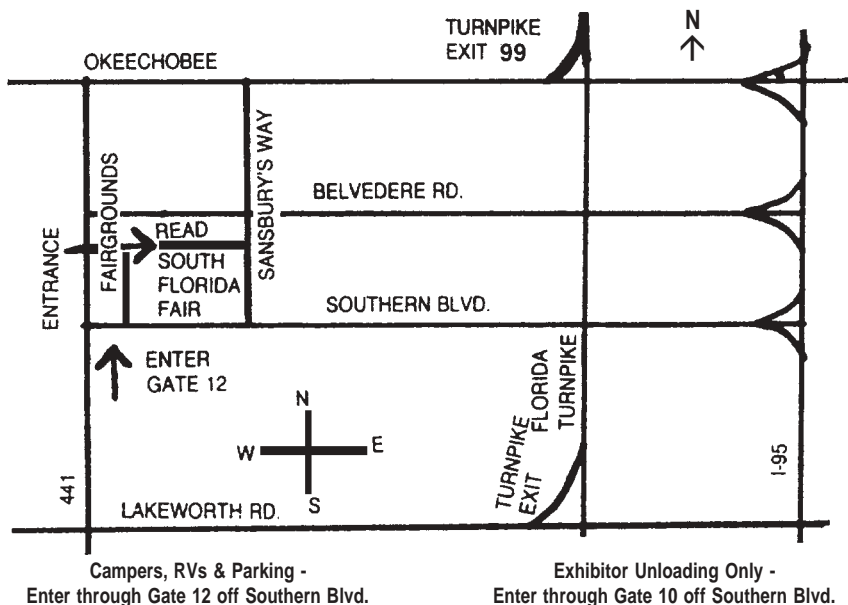 TURNPIKE
EXIT 99
N
OKEECHOBEE
FAIRGROUNDS
SANSBURY'S WAY
BELVEDERE RD.
ENTRANCE
READ
SOUTH
FLORIDA
FAIR
SOUTHERN BLVD.
ENTER
GATE 12
N
W
E
S
FLORIDA
TURNPIKE
TURNPIKE
EXIT
441
I-95
LAKEWORTH RD.
Campers, RVs & Parking -
Enter through Gate 12 off Southern Blvd.
Exhibitor Unloading Only -
Enter through Gate 10 off Southern Blvd.